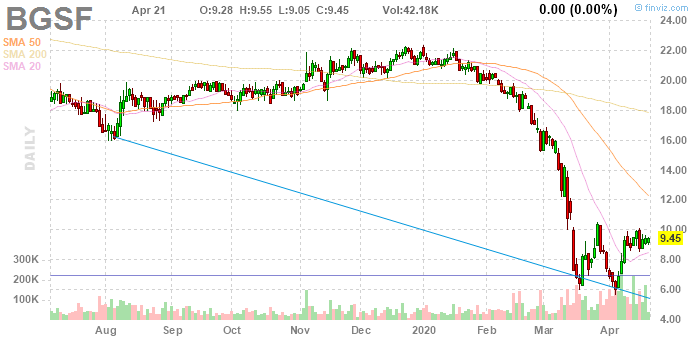 © finviz.com
BGSF Apr 21 O:9.28 H:9.55 L:9.05 C:9.45 Vol:42.18K 0.00 (0.00%)
SMA 50
SMA 200
SMA 20
DAILY
24.00
22.00
20.00
18.00
16.00
14.00
12.00
10.00
9.45
8.00
6.00
4.00
300K
200K
100K
Aug Sep Oct Nov Dec 2020 Feb Mar Apr